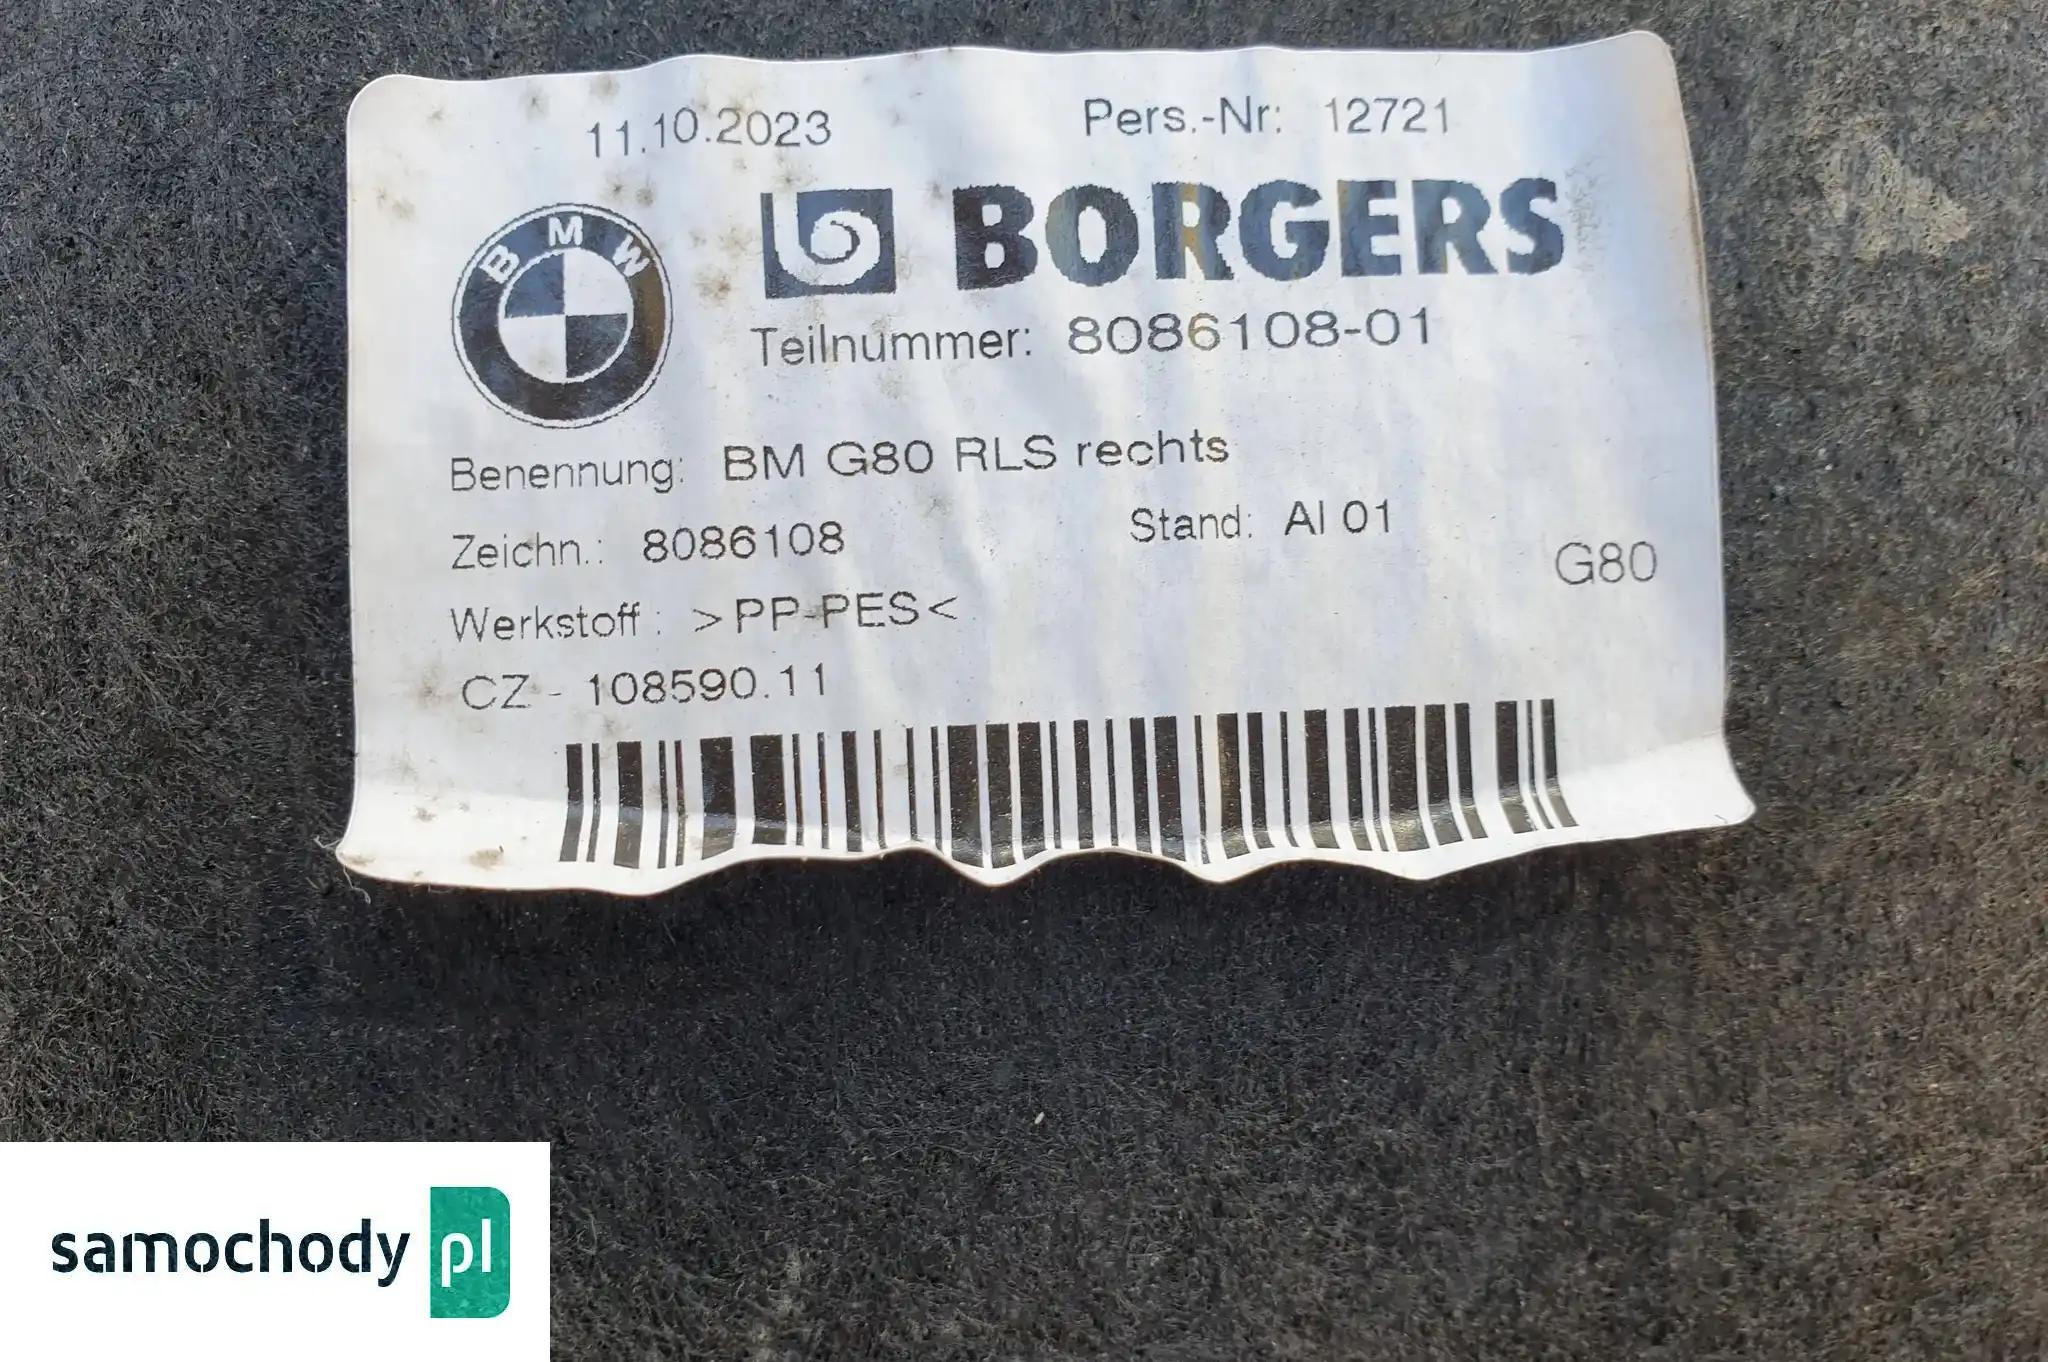 11.10.2023 Pers.-Nr: 12721
BMW
BORGERS
Teilnummer: 8086108-01
Benennung: BM G80 RLS rechts
Zeichn.: 8086108 Stand: AI 01
G80
Werkstoff : >PP-PES<
CZ - 108590.11
samochody pl